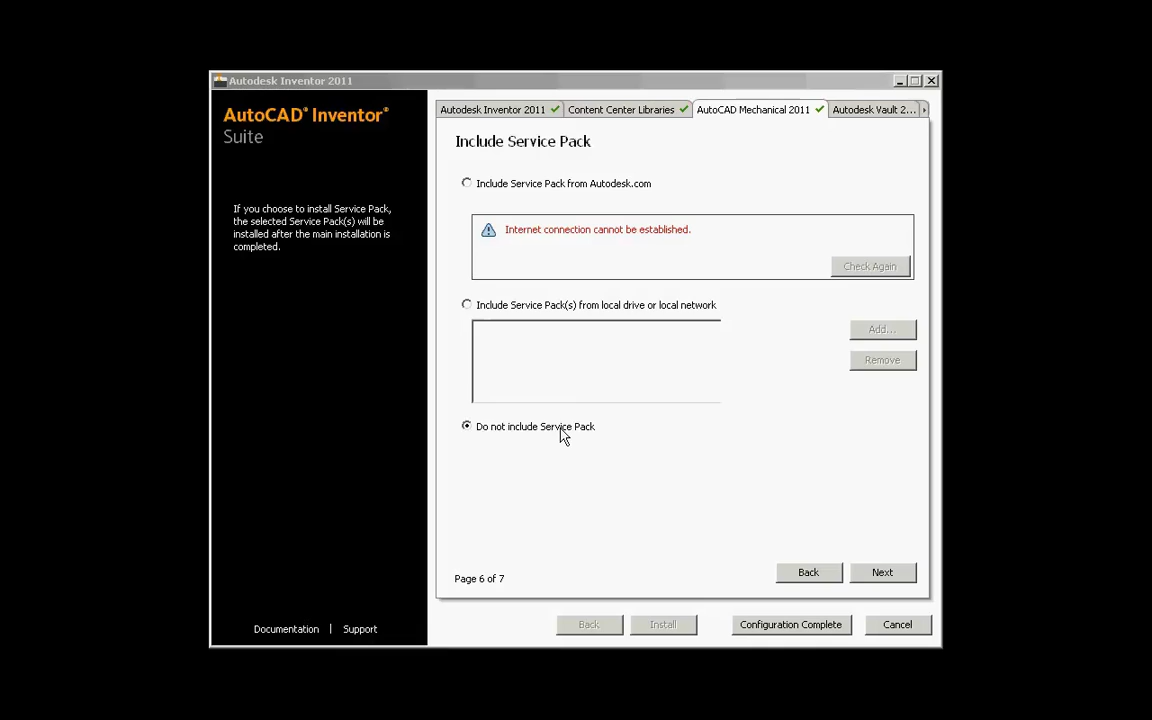 Autodesk Inventor 2011
AutoCAD® Inventor®
Suite
If you choose to install Service Pack,
the selected Service Pack(s) will be
installed after the main installation is
completed.
Documentation | Support
Autodesk Inventor 2011
Content Center Libraries
AutoCAD Mechanical 2011
Autodesk Vault 2...
Include Service Pack
Include Service Pack from Autodesk.com
Internet connection cannot be established.
Check Again
Include Service Pack(s) from local drive or local network
Add...
Remove
Do not include Service Pack
Page 6 of 7
Back
Next
Back
Install
Configuration Complete
Cancel